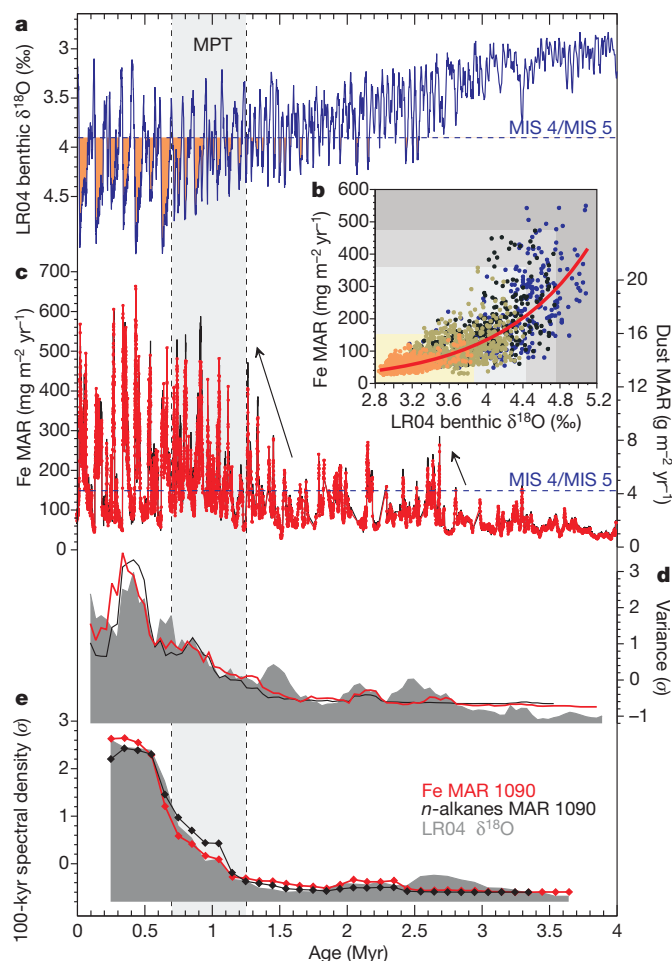 a
MPT
LR04 benthic δ18O (‰)
3
3.5
4
4.5
MIS 4/MIS 5
b
Fe MAR (mg m–2 yr–1)
600
500
400
300
200
100
0
2.8 3.2 3.6 4 4.4 4.8 5.2
LR04 benthic δ18O (‰)
c
Fe MAR (mg m–2 yr–1)
700
600
500
400
300
200
100
0
MIS 4/MIS 5
Dust MAR (g m–2 yr–1)
20
16
12
8
4
0
d
Variance (σ)
3
2
1
0
–1
e
100-kyr spectral density (σ)
3
2
1
0
Fe MAR 1090
n-alkanes MAR 1090
LR04 δ18O
0 0.5 1 1.5 2 2.5 3 3.5 4
Age (Myr)